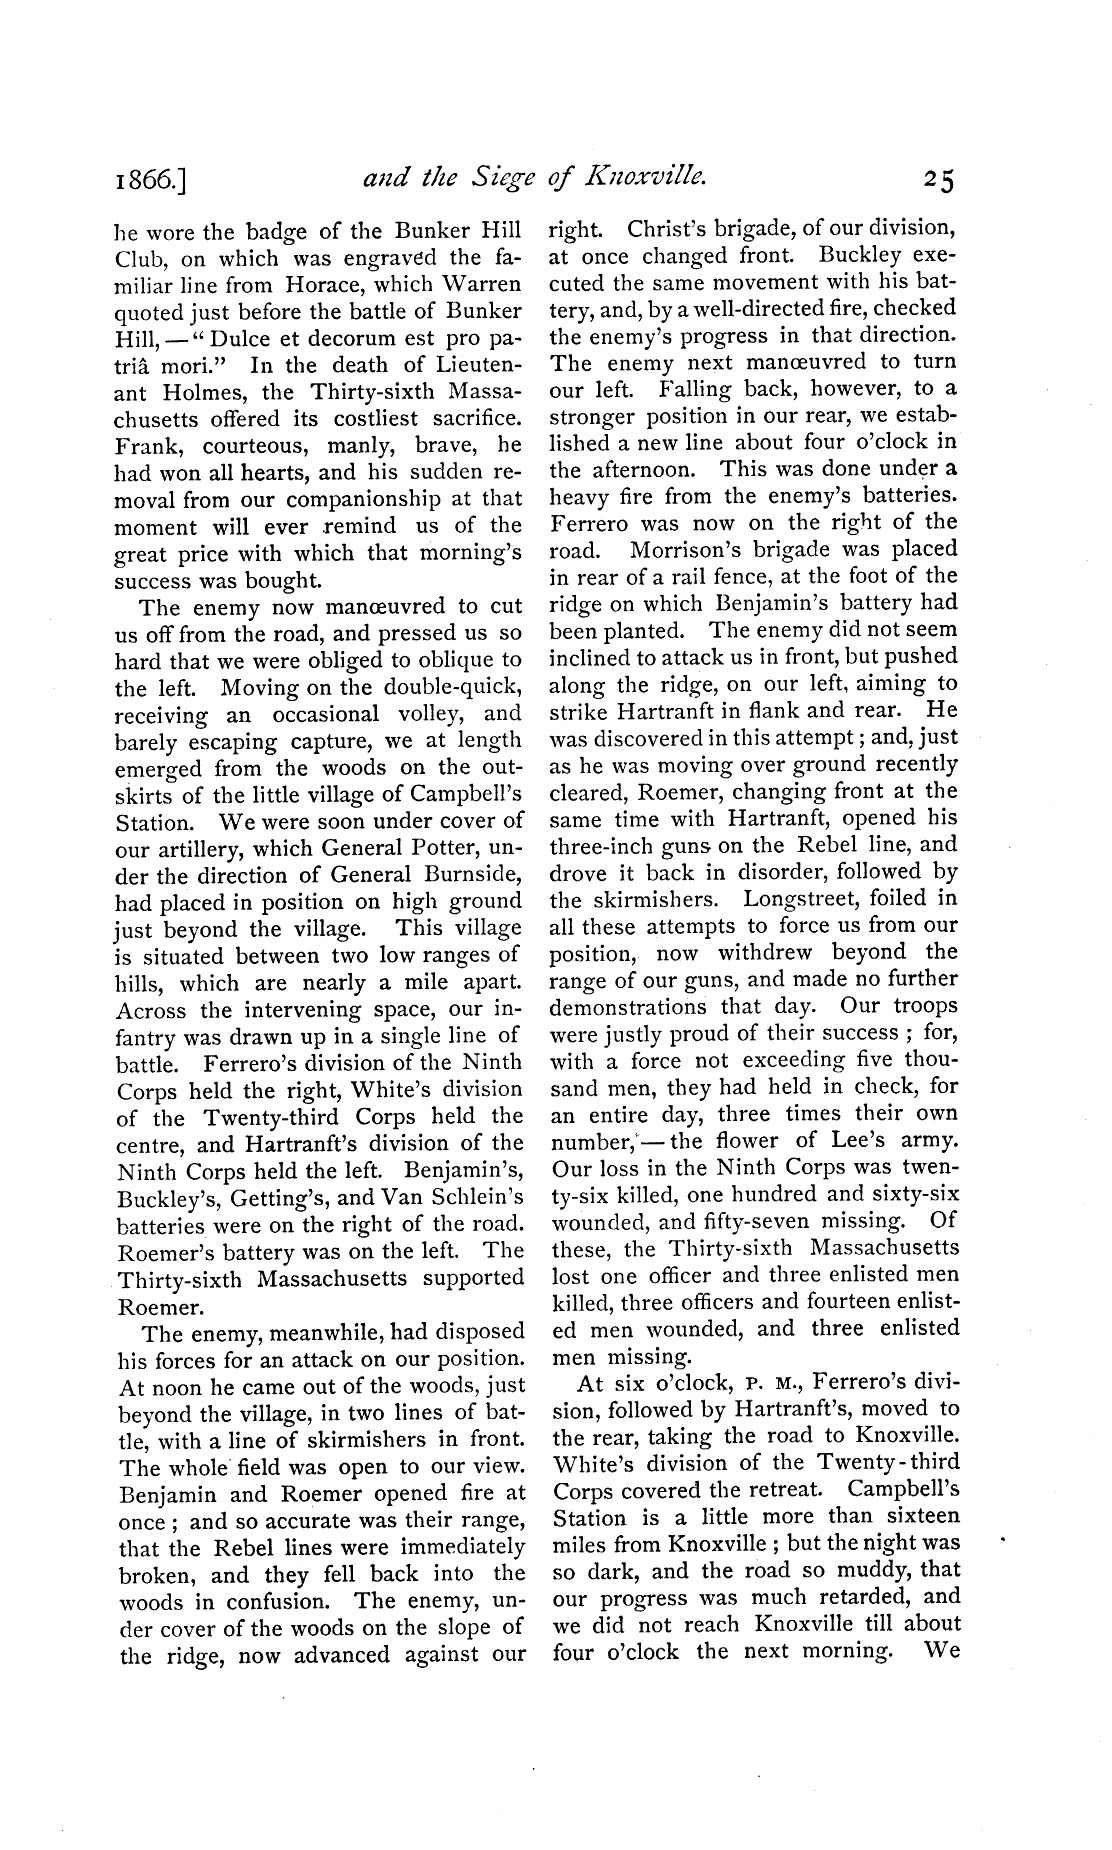 1866.] and the Siege of Knoxville. 25
he wore the badge of the Bunker Hill
Club, on which was engraved the fa-
miliar line from Horace, which Warren
quoted just before the battle of Bunker
Hill, — “ Dulce et decorum est pro pa-
triâ mori.” In the death of Lieuten-
ant Holmes, the Thirty-sixth Massa-
chusetts offered its costliest sacrifice.
Frank, courteous, manly, brave, he
had won all hearts, and his sudden re-
moval from our companionship at that
moment will ever remind us of the
great price with which that morning’s
success was bought.
The enemy now manœuvred to cut
us off from the road, and pressed us so
hard that we were obliged to oblique to
the left. Moving on the double-quick,
receiving an occasional volley, and
barely escaping capture, we at length
emerged from the woods on the out-
skirts of the little village of Campbell’s
Station. We were soon under cover of
our artillery, which General Potter, un-
der the direction of General Burnside,
had placed in position on high ground
just beyond the village. This village
is situated between two low ranges of
hills, which are nearly a mile apart.
Across the intervening space, our in-
fantry was drawn up in a single line of
battle. Ferrero’s division of the Ninth
Corps held the right, White’s division
of the Twenty-third Corps held the
centre, and Hartranft’s division of the
Ninth Corps held the left. Benjamin’s,
Buckley’s, Getting’s, and Van Schlein’s
batteries were on the right of the road.
Roemer’s battery was on the left. The
Thirty-sixth Massachusetts supported
Roemer.
The enemy, meanwhile, had disposed
his forces for an attack on our position.
At noon he came out of the woods, just
beyond the village, in two lines of bat-
tle, with a line of skirmishers in front.
The whole field was open to our view.
Benjamin and Roemer opened fire at
once ; and so accurate was their range,
that the Rebel lines were immediately
broken, and they fell back into the
woods in confusion. The enemy, un-
der cover of the woods on the slope of
the ridge, now advanced against our
right. Christ’s brigade, of our division,
at once changed front. Buckley exe-
cuted the same movement with his bat-
tery, and, by a well-directed fire, checked
the enemy’s progress in that direction.
The enemy next manœuvred to turn
our left. Falling back, however, to a
stronger position in our rear, we estab-
lished a new line about four o’clock in
the afternoon. This was done under a
heavy fire from the enemy’s batteries.
Ferrero was now on the right of the
road. Morrison’s brigade was placed
in rear of a rail fence, at the foot of the
ridge on which Benjamin’s battery had
been planted. The enemy did not seem
inclined to attack us in front, but pushed
along the ridge, on our left, aiming to
strike Hartranft in flank and rear. He
was discovered in this attempt ; and, just
as he was moving over ground recently
cleared, Roemer, changing front at the
same time with Hartranft, opened his
three-inch guns on the Rebel line, and
drove it back in disorder, followed by
the skirmishers. Longstreet, foiled in
all these attempts to force us from our
position, now withdrew beyond the
range of our guns, and made no further
demonstrations that day. Our troops
were justly proud of their success ; for,
with a force not exceeding five thou-
sand men, they had held in check, for
an entire day, three times their own
number, — the flower of Lee’s army.
Our loss in the Ninth Corps was twen-
ty-six killed, one hundred and sixty-six
wounded, and fifty-seven missing. Of
these, the Thirty-sixth Massachusetts
lost one officer and three enlisted men
killed, three officers and fourteen enlist-
ed men wounded, and three enlisted
men missing.
At six o’clock, P. M., Ferrero’s divi-
sion, followed by Hartranft’s, moved to
the rear, taking the road to Knoxville.
White’s division of the Twenty-third
Corps covered the retreat. Campbell’s
Station is a little more than sixteen
miles from Knoxville ; but the night was
so dark, and the road so muddy, that
our progress was much retarded, and
we did not reach Knoxville till about
four o’clock the next morning. We